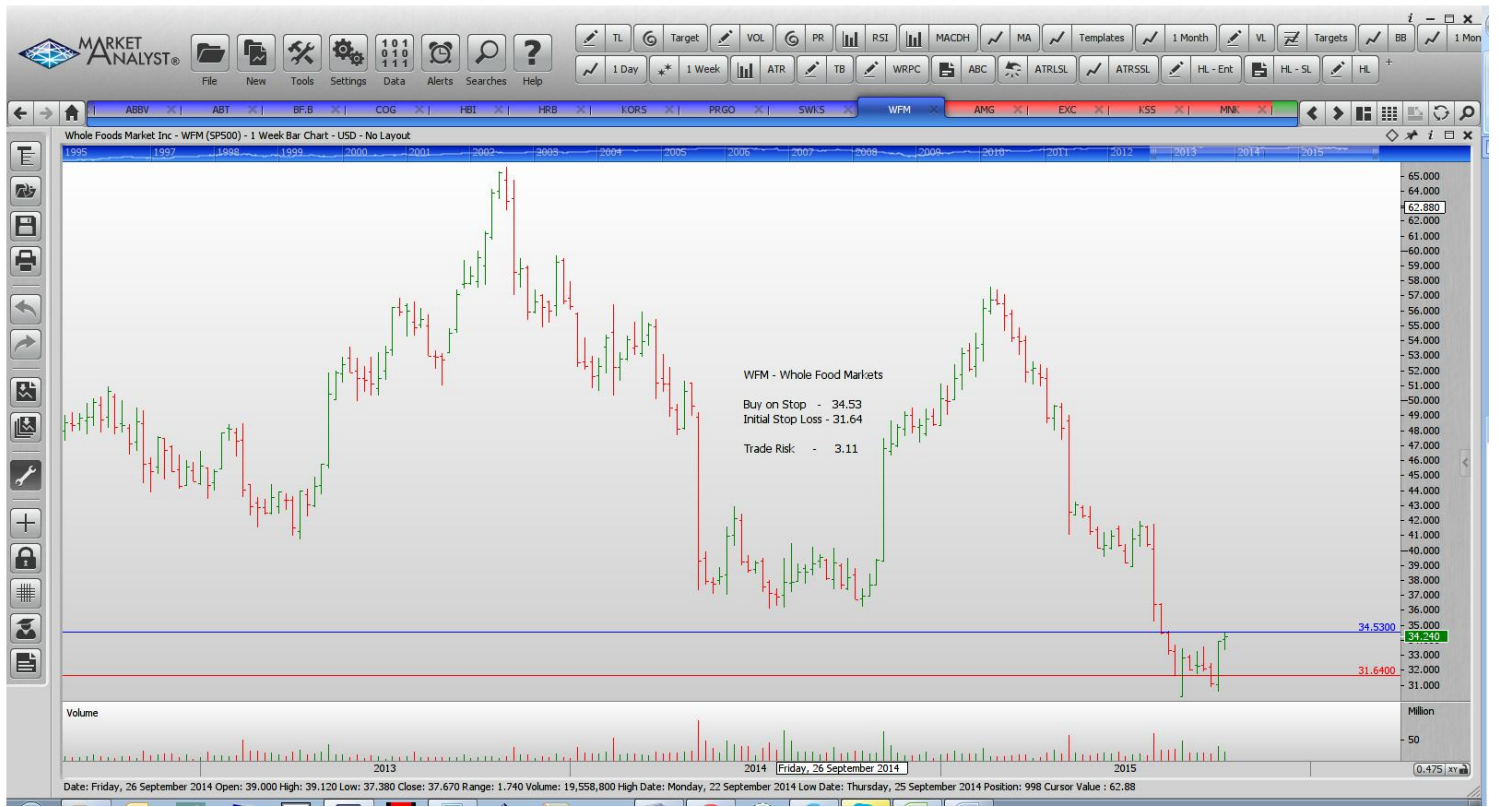 i
MARKET ANALYST®
File New Tools Settings Data Alerts Searches Help
TL Target VOL PR RSI MACDH MA Templates 1 Month VL Targets BB 1 Mon
1 Day 1 Week ATR TB WRPC ABC ATRLSL ATRSSL HL - Ent HL - SL HL +
ABBV ABT BF.B COG HBI HRB KORS PRGO SWKS WFM AMG EXC KSS MNK
Whole Foods Market Inc - WFM (SP500) - 1 Week Bar Chart - USD - No Layout
i
1995 1997 1998 1999 2000 2001 2002 2003 2004 2005 2006 2007 2008 2009 2010 2011 2012 2013 2014 2015
65.000
64.000
62.880
62.000
61.000
60.000
59.000
58.000
57.000
56.000
55.000
54.000
53.000
52.000
51.000
50.000
49.000
48.000
47.000
46.000
45.000
44.000
43.000
42.000
41.000
40.000
39.000
38.000
37.000
36.000
35.000
34.240
33.000
32.000
31.000
WFM - Whole Food Markets
Buy on Stop - 34.53
Initial Stop Loss - 31.64
Trade Risk - 3.11
34.5300
31.6400
Volume
Million
50
2013 2014 Friday, 26 September 2014 2015
0.475 XY
Date: Friday, 26 September 2014 Open: 39.000 High: 39.120 Low: 37.380 Close: 37.670 Range: 1.740 Volume: 19,558,800 High Date: Monday, 22 September 2014 Low Date: Thursday, 25 September 2014 Position: 998 Cursor Value : 62.88